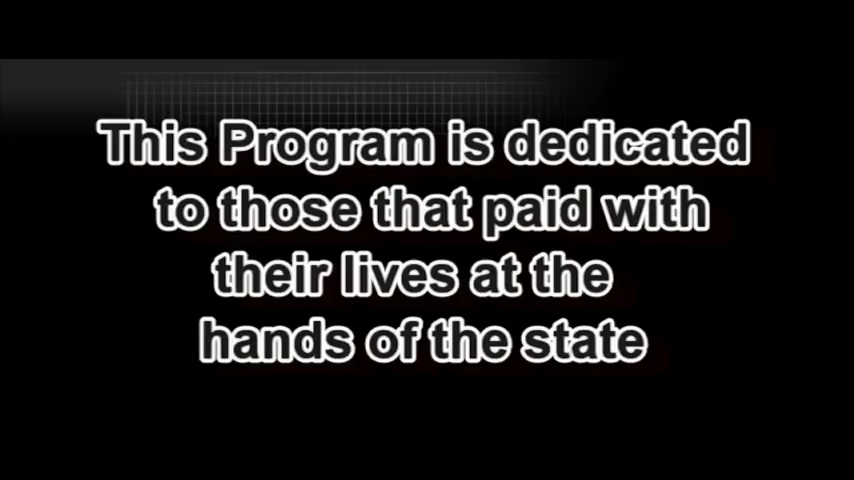 This Program is dedicated
to those that paid with
their lives at the
hands of the state